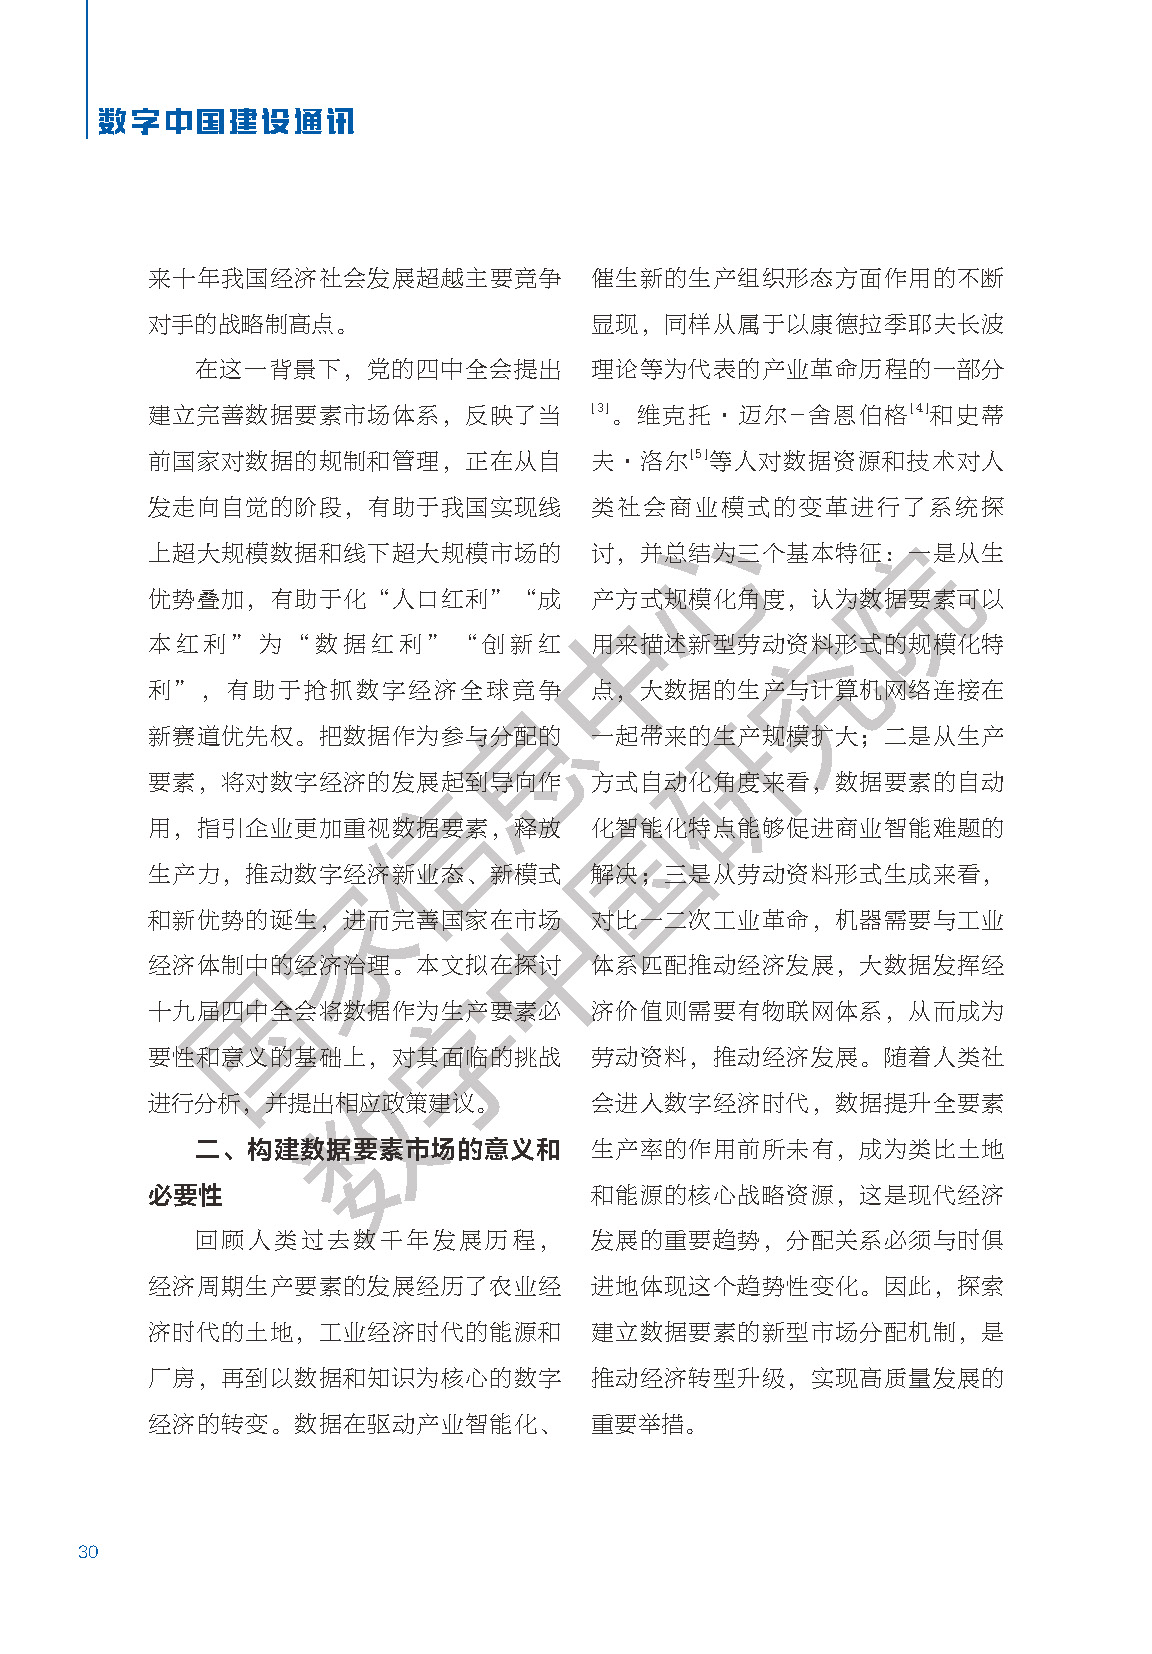 数字中国建设通讯
来十年我国经济社会发展超越主要竞争
对手的战略制高点。
在这一背景下，党的四中全会提出
建立完善数据要素市场体系，反映了当
前国家对数据的规制和管理，正在从自
发走向自觉的阶段，有助于我国实现线
上超大规模数据和线下超大规模市场的
优势叠加，有助于化“人口红利”“成
本红利”为“数据红利”“创新红
利”，有助于抢抓数字经济全球竞争
新赛道优先权。把数据作为参与分配的
要素，将对数字经济的发展起到导向作
用，指引企业更加重视数据要素，释放
生产力，推动数字经济新业态、新模式
和新优势的诞生，进而完善国家在市场
经济体制中的经济治理。本文拟在探讨
十九届四中全会将数据作为生产要素必
要性和意义的基础上，对其面临的挑战
进行分析，并提出相应政策建议。
二、构建数据要素市场的意义和
必要性
回顾人类过去数千年发展历程，
经济周期生产要素的发展经历了农业经
济时代的土地，工业经济时代的能源和
厂房，再到以数据和知识为核心的数字
经济的转变。数据在驱动产业智能化、
催生新的生产组织形态方面作用的不断
显现，同样从属于以康德拉季耶夫长波
理论等为代表的产业革命历程的一部分
[3]。维克托·迈尔-舍恩伯格[4]和史蒂
夫·洛尔[5]等人对数据资源和技术对人
类社会商业模式的变革进行了系统探
讨，并总结为三个基本特征：一是从生
产方式规模化角度，认为数据要素可以
用来描述新型劳动资料形式的规模化特
点，大数据的生产与计算机网络连接在
一起带来的生产规模扩大；二是从生产
方式自动化角度来看，数据要素的自动
化智能化特点能够促进商业智能难题的
解决；三是从劳动资料形式生成来看，
对比一二次工业革命，机器需要与工业
体系匹配推动经济发展，大数据发挥经
济价值则需要有物联网体系，从而成为
劳动资料，推动经济发展。随着人类社
会进入数字经济时代，数据提升全要素
生产率的作用前所未有，成为类比土地
和能源的核心战略资源，这是现代经济
发展的重要趋势，分配关系必须与时俱
进地体现这个趋势性变化。因此，探索
建立数据要素的新型市场分配机制，是
推动经济转型升级，实现高质量发展的
重要举措。
国家信息中心
数字中国研究院
30